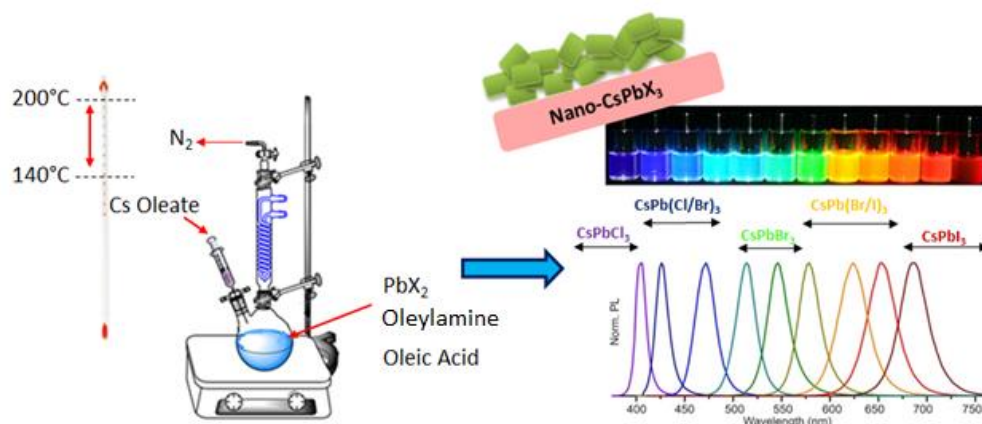 200°C
140°C
N₂
Cs Oleate
PbX₂
Oleylamine
Oleic Acid
Nano-CsPbX₃
CsPb(Cl/Br)₃
CsPb(Br/I)₃
CsPbCl₃
CsPbBr₃
CsPbI₃
Norm. PL
400 450 500 550 600 650 700 750
Wavelength (nm)